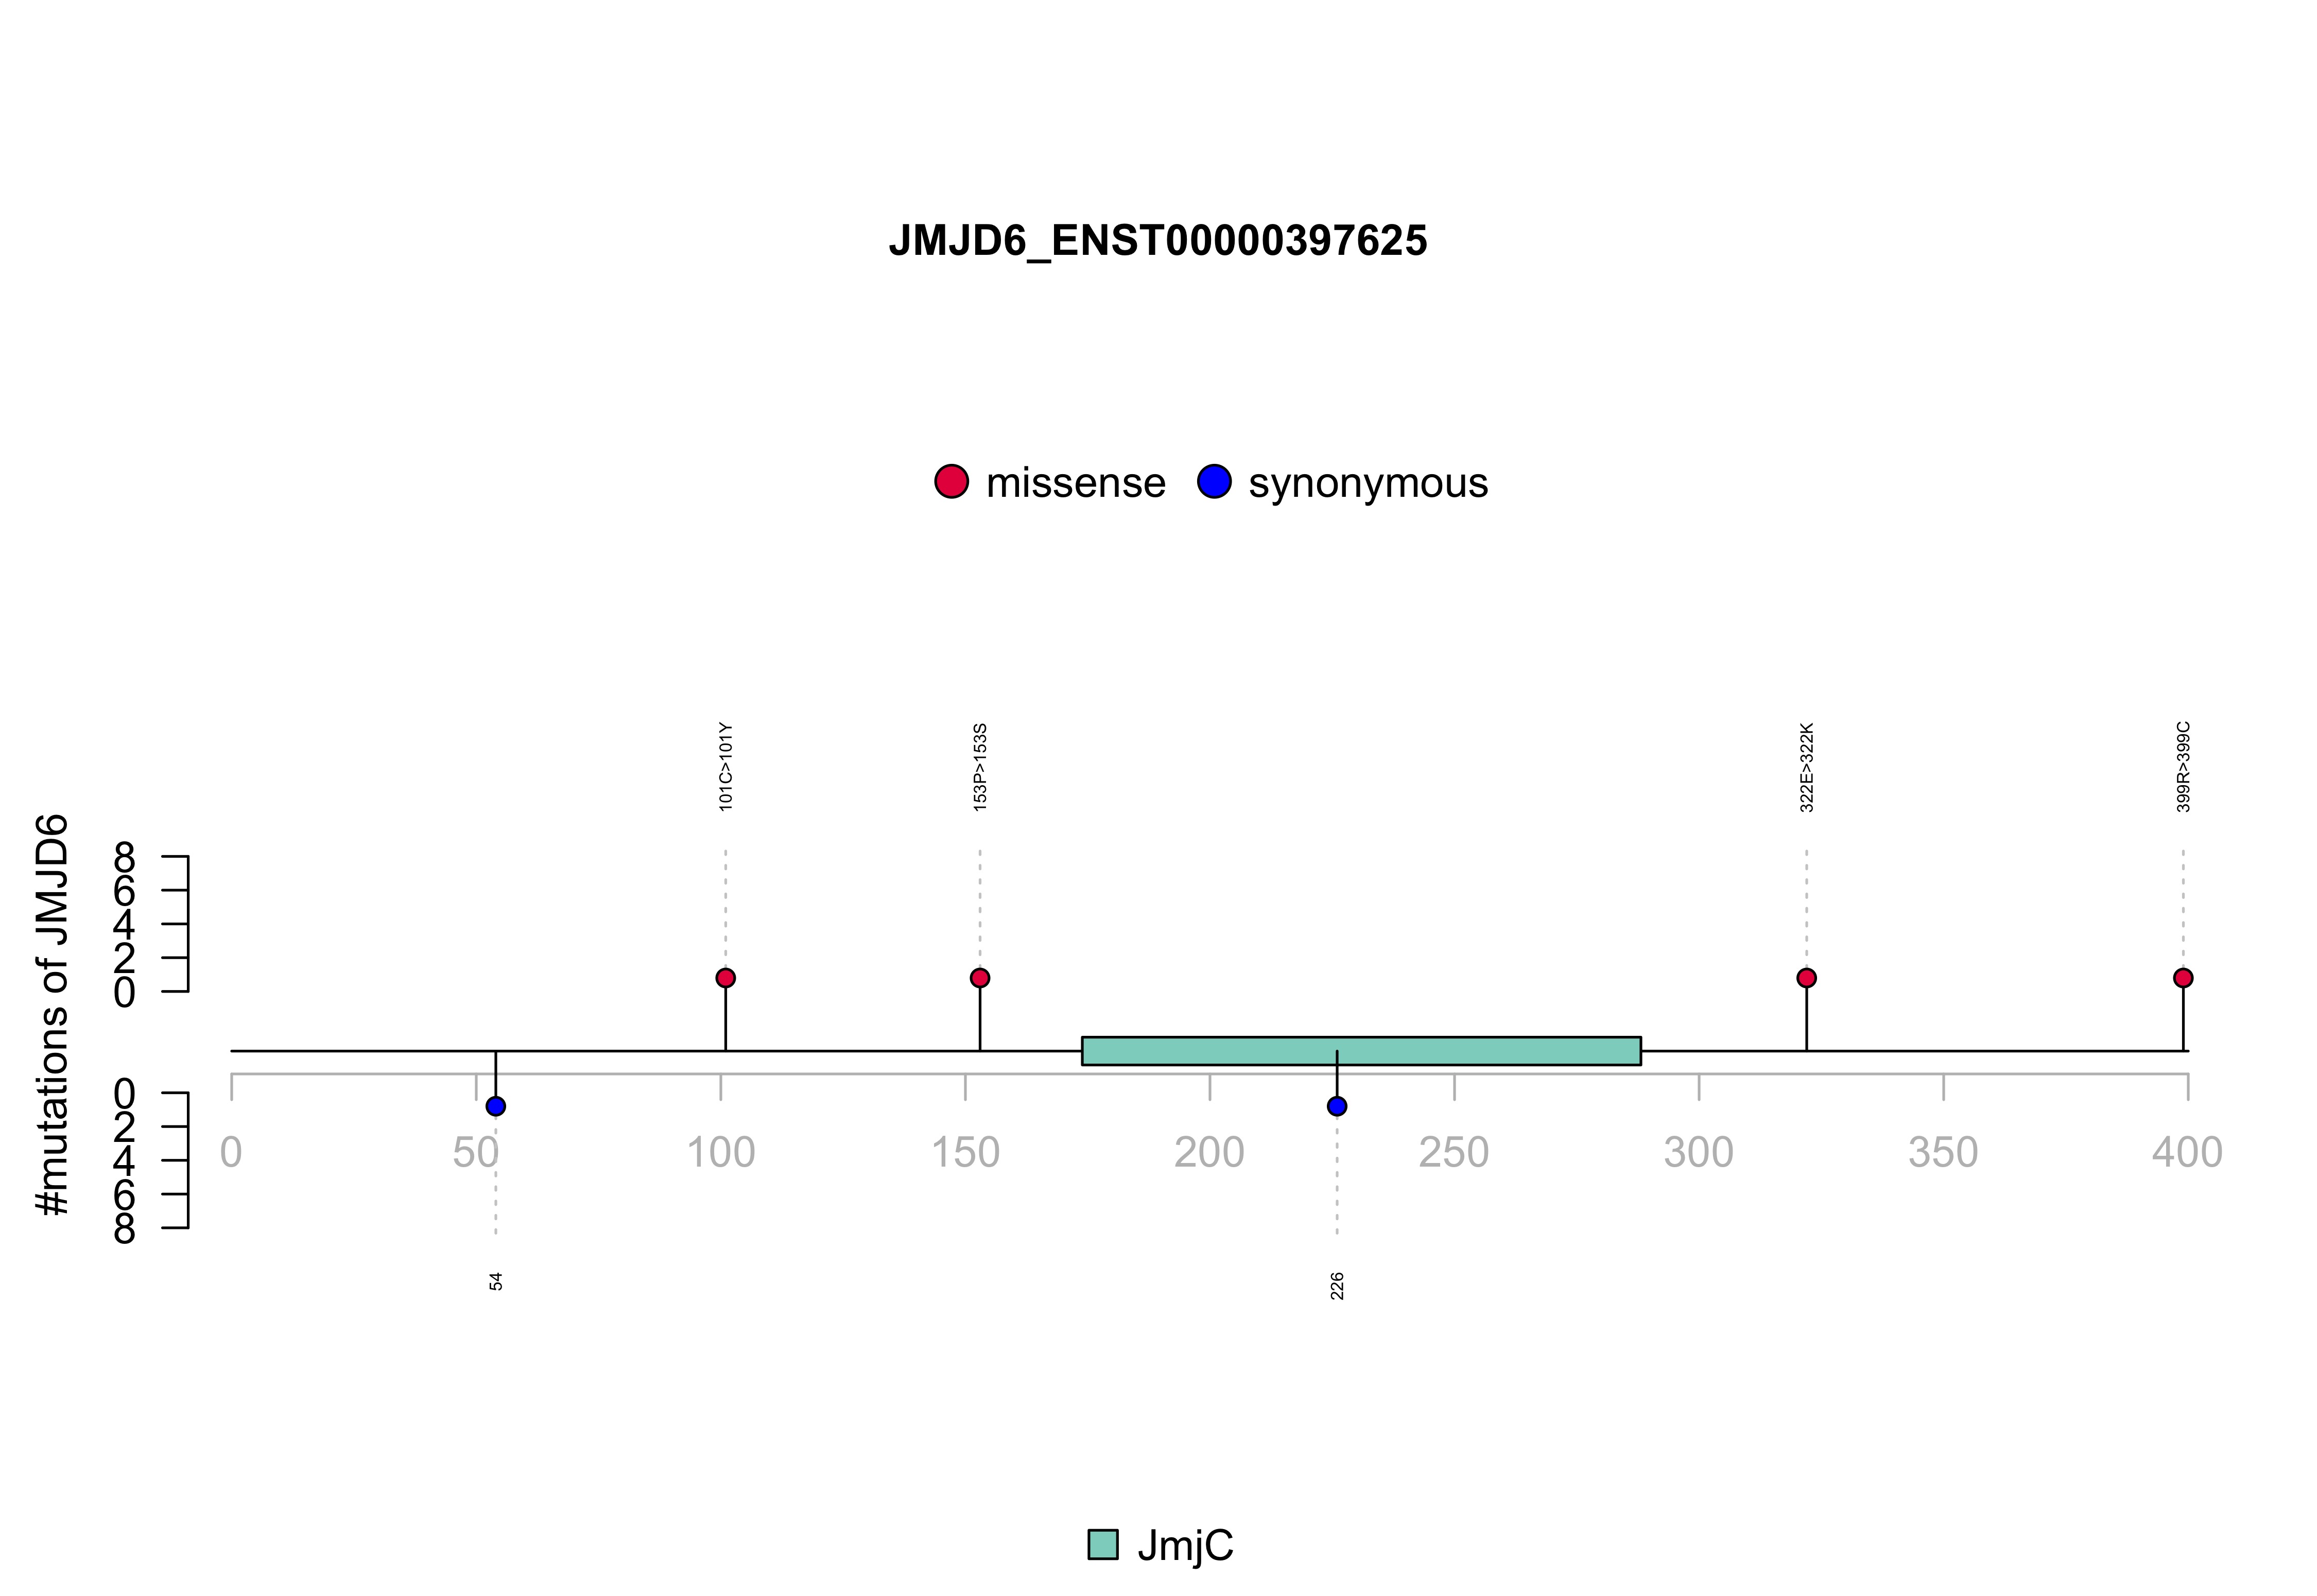 JMJD6_ENST00000397625
missense synonymous
101C>101Y 153P>153S 322E>322K 399R>399C
#mutations of JMJD6
8
6
4
2
0
0
2
4
6
8
0 50 100 150 200 250 300 350 400
54 226
JmjC